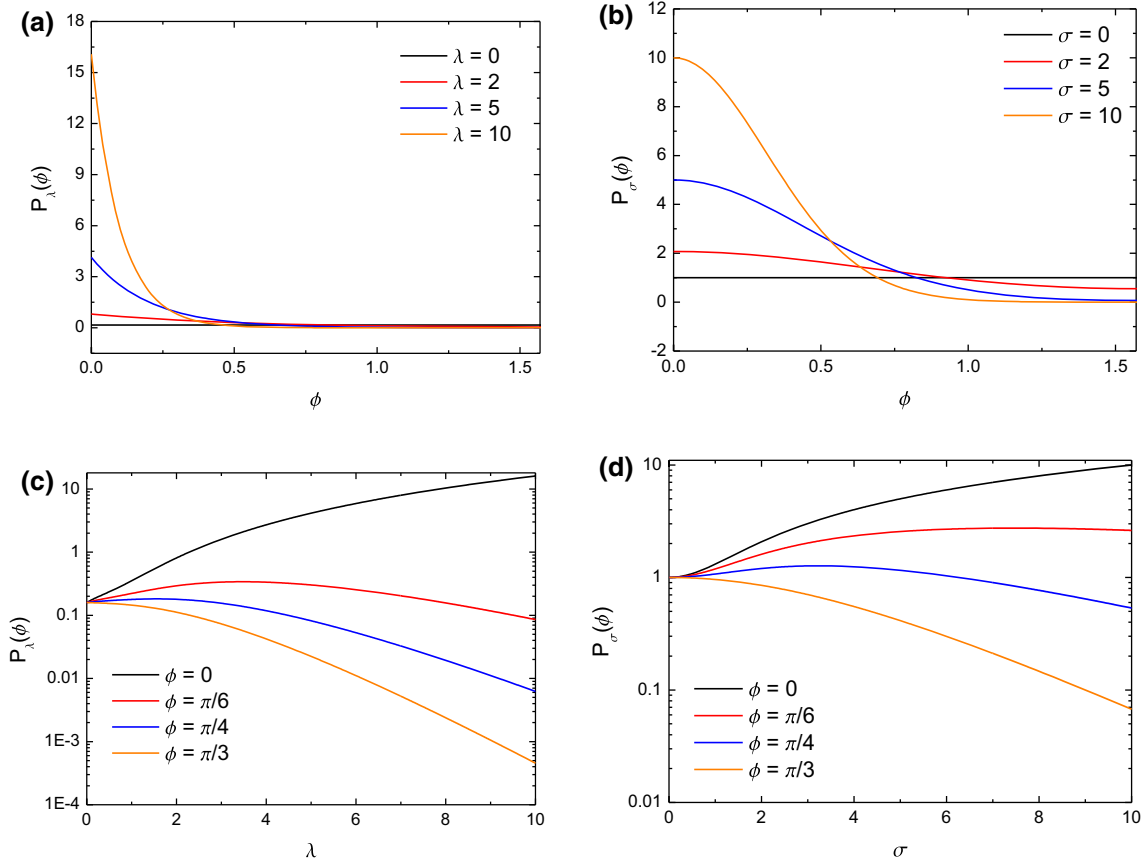 (a)
18
15
12
9
6
3
0
P_λ(ϕ)
λ = 0
λ = 2
λ = 5
λ = 10
0.0 0.5 1.0 1.5
ϕ
(b)
12
10
8
6
4
2
0
-2
P_σ(ϕ)
σ = 0
σ = 2
σ = 5
σ = 10
0.0 0.5 1.0 1.5
ϕ
(c)
10
1
0.1
0.01
1E-3
1E-4
P_λ(ϕ)
ϕ = 0
ϕ = π/6
ϕ = π/4
ϕ = π/3
0 2 4 6 8 10
λ
(d)
10
1
0.1
0.01
P_σ(ϕ)
ϕ = 0
ϕ = π/6
ϕ = π/4
ϕ = π/3
0 2 4 6 8 10
σ